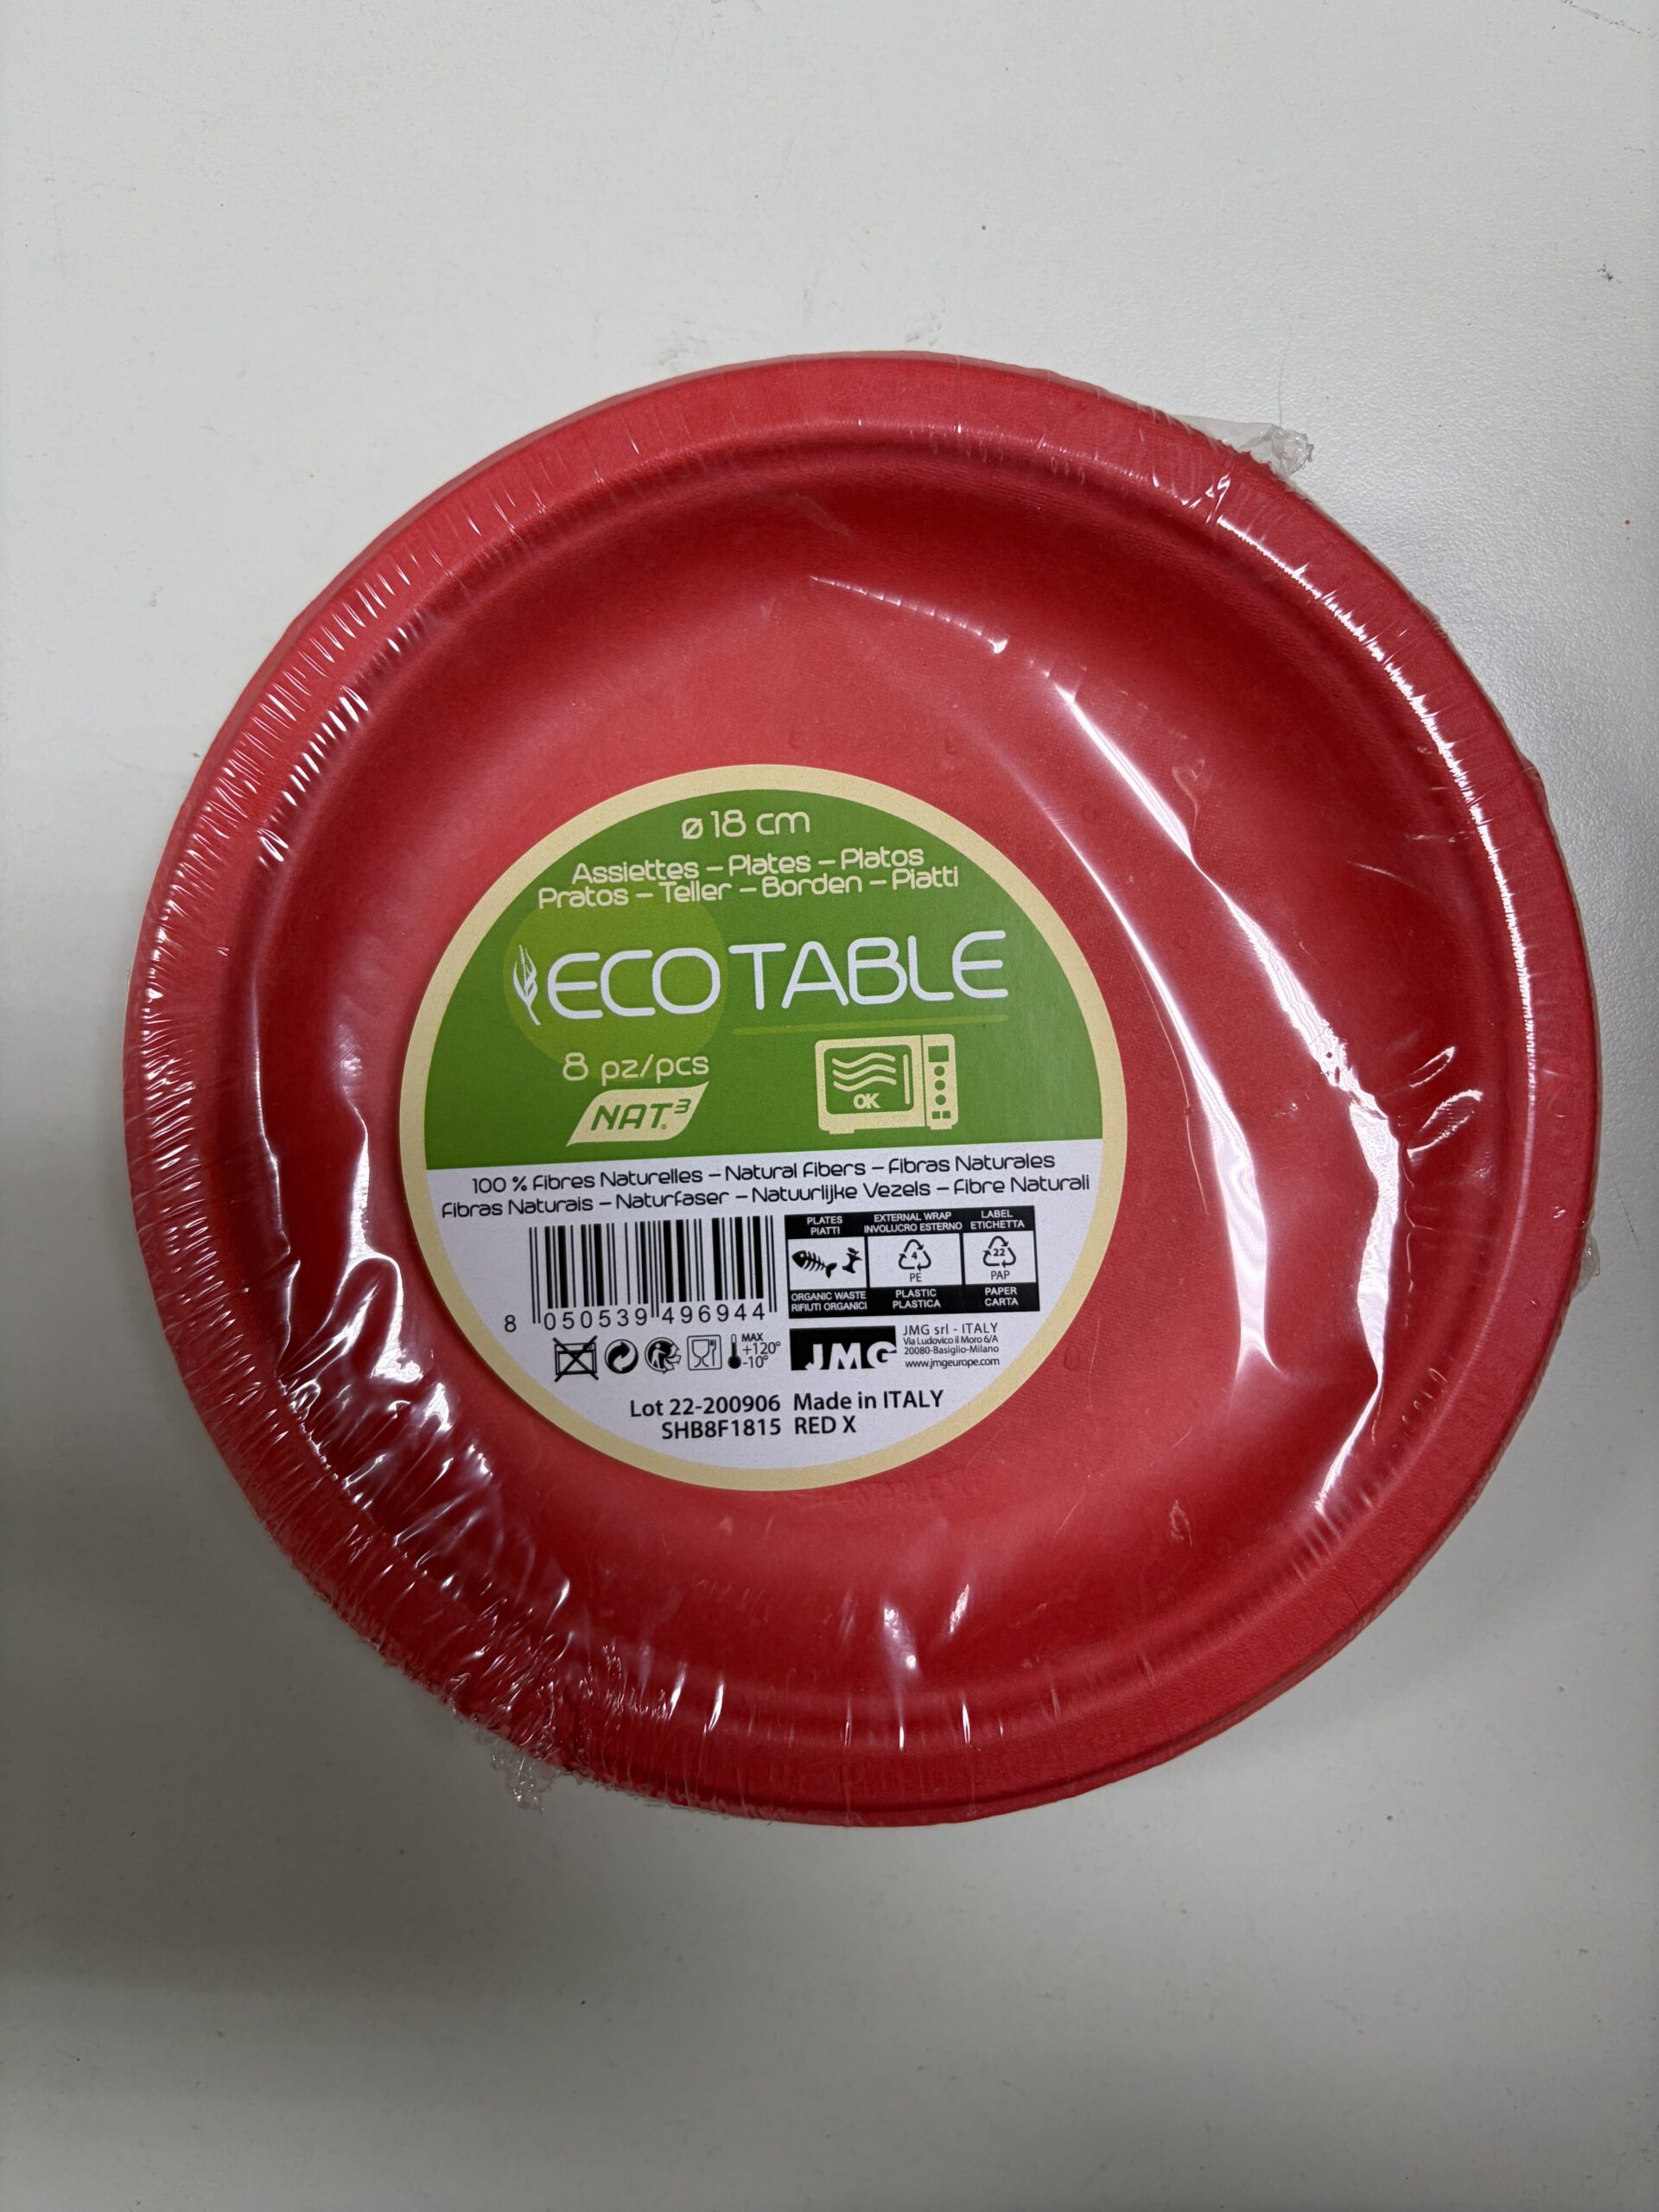 ø 18 cm
Assiettes – Plates – Platos
Pratos – Teller – Borden – Piatti
ECOTABLE
8 pz/pcs
NAT³
OK
100 % Fibres Naturelles – Natural Fibers – Fibras Naturales
Fibras Naturais – Naturfaser – Natuurlijke Vezels – Fibre Naturali
PLATES
PIATTI
EXTERNAL WRAP
INVOLUCRO ESTERNO
LABEL
ETICHETTA
4
PE
22
PAP
ORGANIC WASTE
RIFIUTI ORGANICI
PLASTIC
PLASTICA
PAPER
CARTA
8 050539 496944
MAX
+120°
-10°
JMG
JMG srl - ITALY
Via Ludovico il Moro 6/A
20080-Basiglio-Milano
www.jmgeurope.com
Lot 22-200906 Made in ITALY
SHB8F1815 RED X